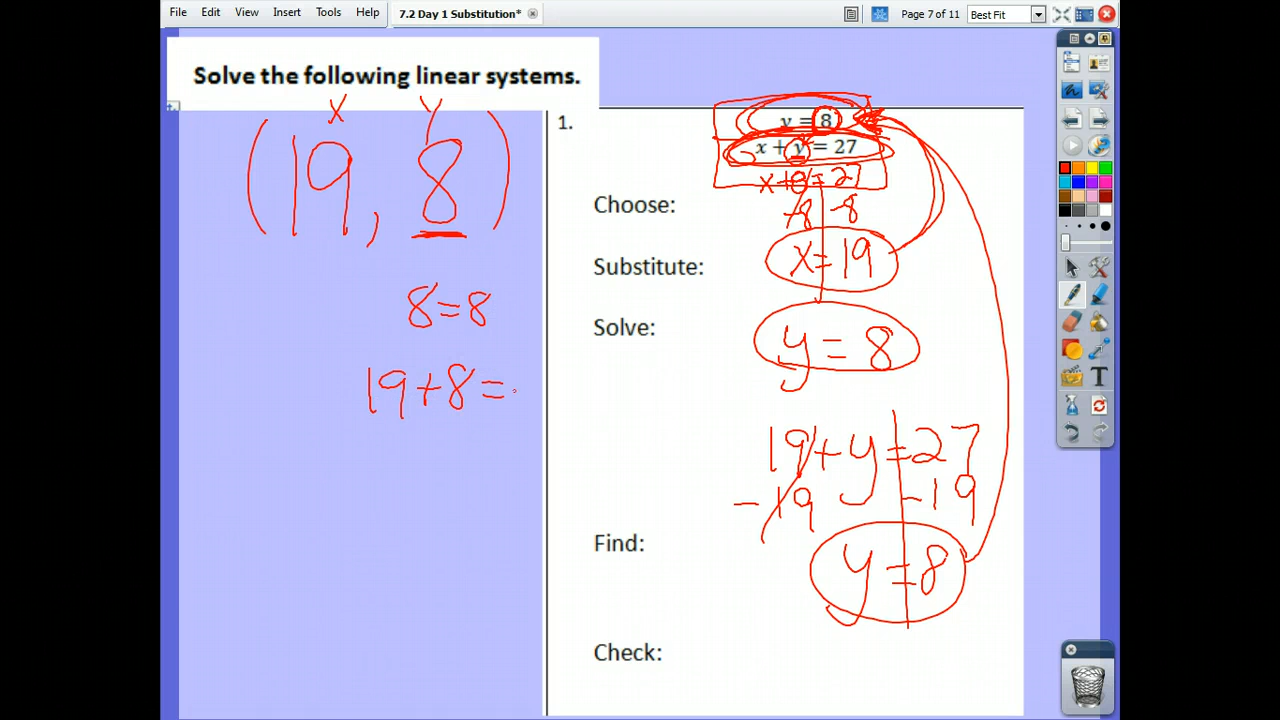 File Edit View Insert Tools Help
7.2 Day 1 Substitution*
Page 7 of 11
Best Fit
Solve the following linear systems.
x y
(19, 8)
8=8
19+8=
1.
y = 8
x + y = 27
x+8=27
-8 -8
Choose:
x=19
Substitute:
Solve:
y = 8
19+y=27
-19 -19
Find:
y=8
Check:
T